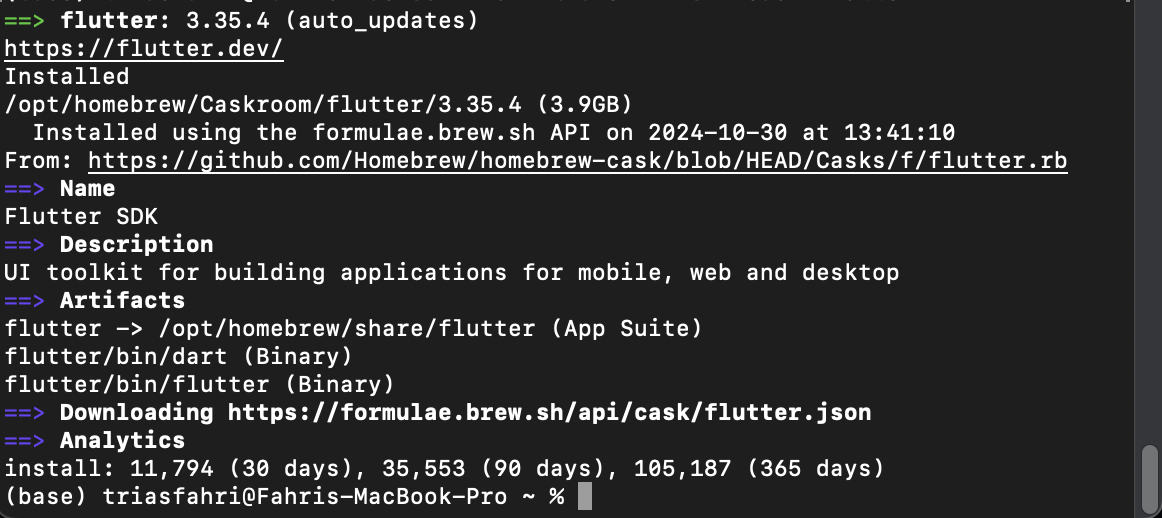 ==> flutter: 3.35.4 (auto_updates)
https://flutter.dev/
Installed
/opt/homebrew/Caskroom/flutter/3.35.4 (3.9GB)
  Installed using the formulae.brew.sh API on 2024-10-30 at 13:41:10
From: https://github.com/Homebrew/homebrew-cask/blob/HEAD/Casks/f/flutter.rb
==> Name
Flutter SDK
==> Description
UI toolkit for building applications for mobile, web and desktop
==> Artifacts
flutter -> /opt/homebrew/share/flutter (App Suite)
flutter/bin/dart (Binary)
flutter/bin/flutter (Binary)
==> Downloading https://formulae.brew.sh/api/cask/flutter.json
==> Analytics
install: 11,794 (30 days), 35,553 (90 days), 105,187 (365 days)
(base) triasfahri@Fahris-MacBook-Pro ~ %